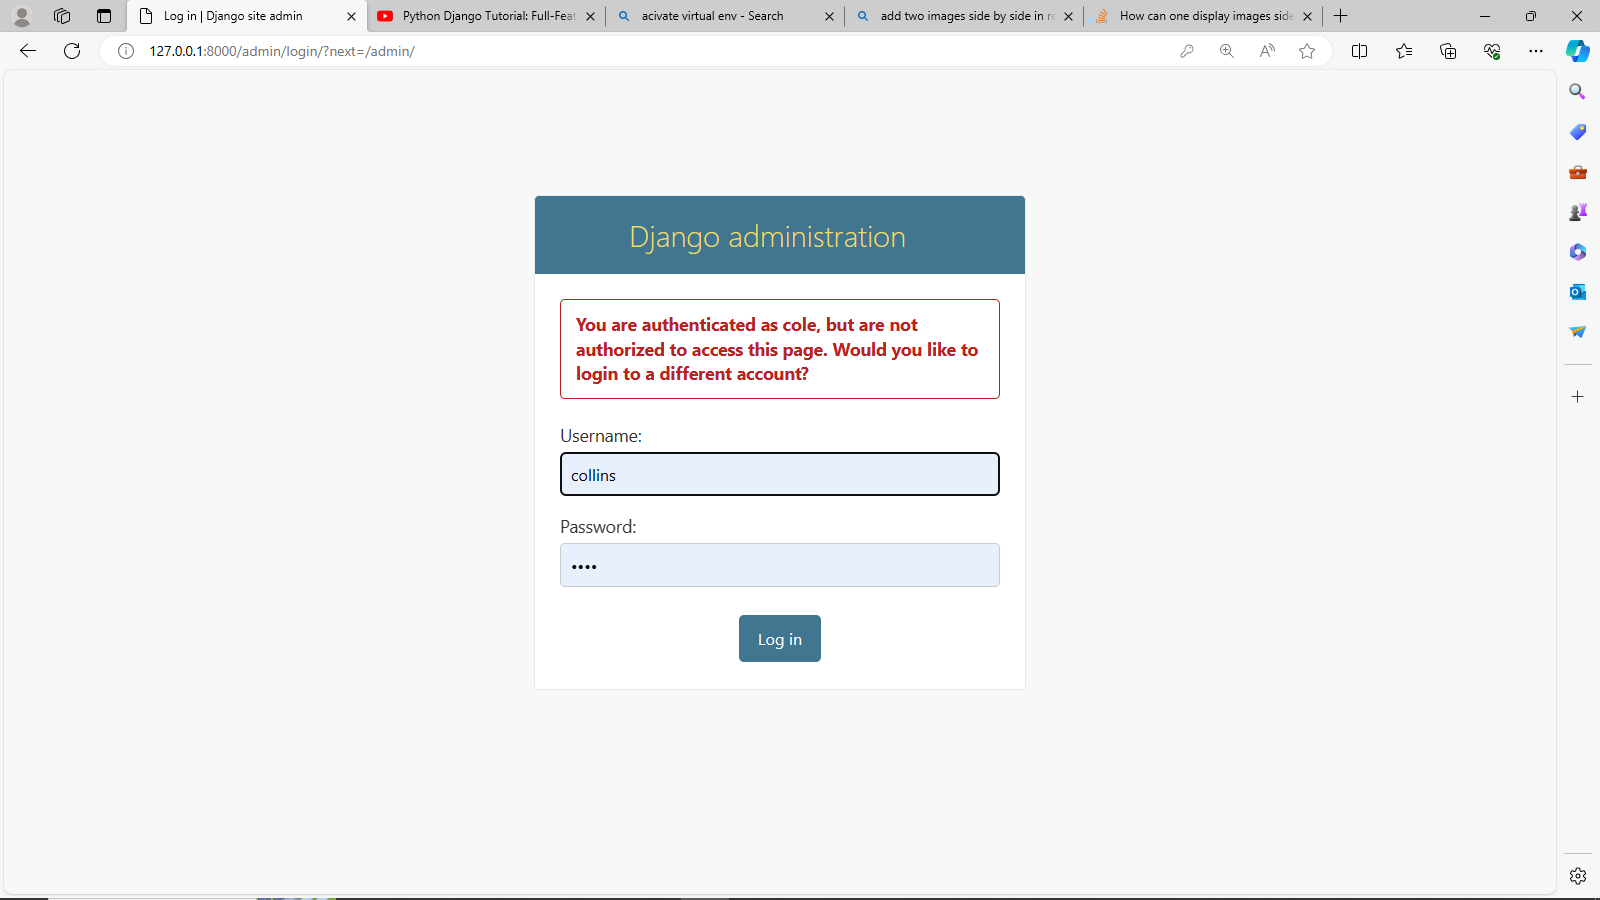 Log in | Django site admin
Python Django Tutorial: Full-Feat
acivate virtual env - Search
add two images side by side in re
How can one display images side
127.0.0.1:8000/admin/login/?next=/admin/
Django administration
You are authenticated as cole, but are not
authorized to access this page. Would you like to
login to a different account?
Username:
collins
Password:
••••
Log in